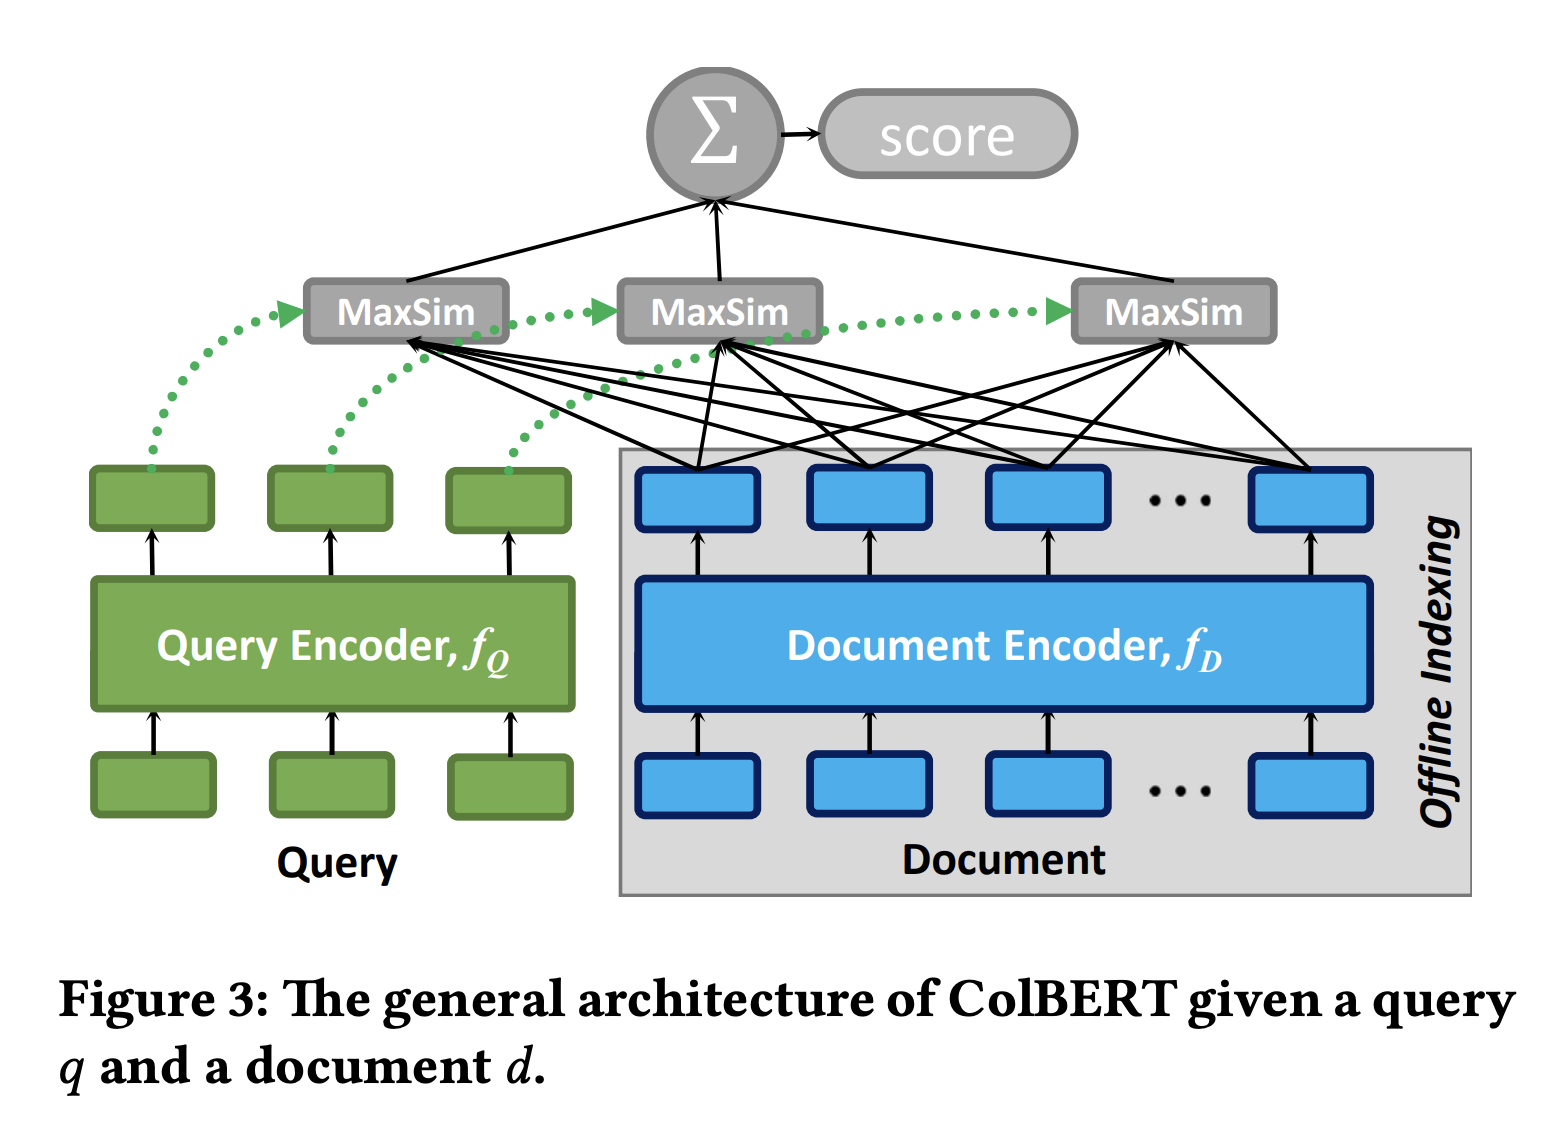 Σ
score
MaxSim MaxSim MaxSim
Query Encoder, f_Q
Document Encoder, f_D
Offline Indexing
Query
Document
Figure 3: The general architecture of ColBERT given a query
q and a document d.